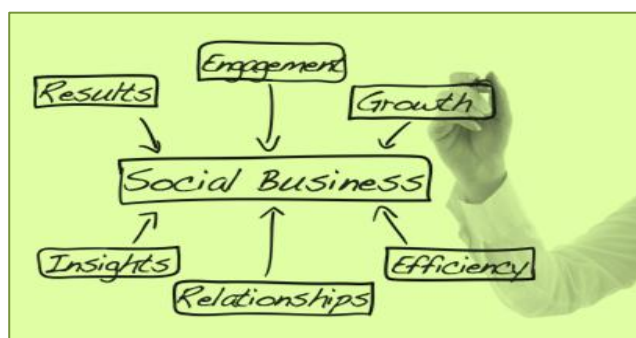 Engagement
Results
Growth
Social Business
Insights
Efficiency
Relationships